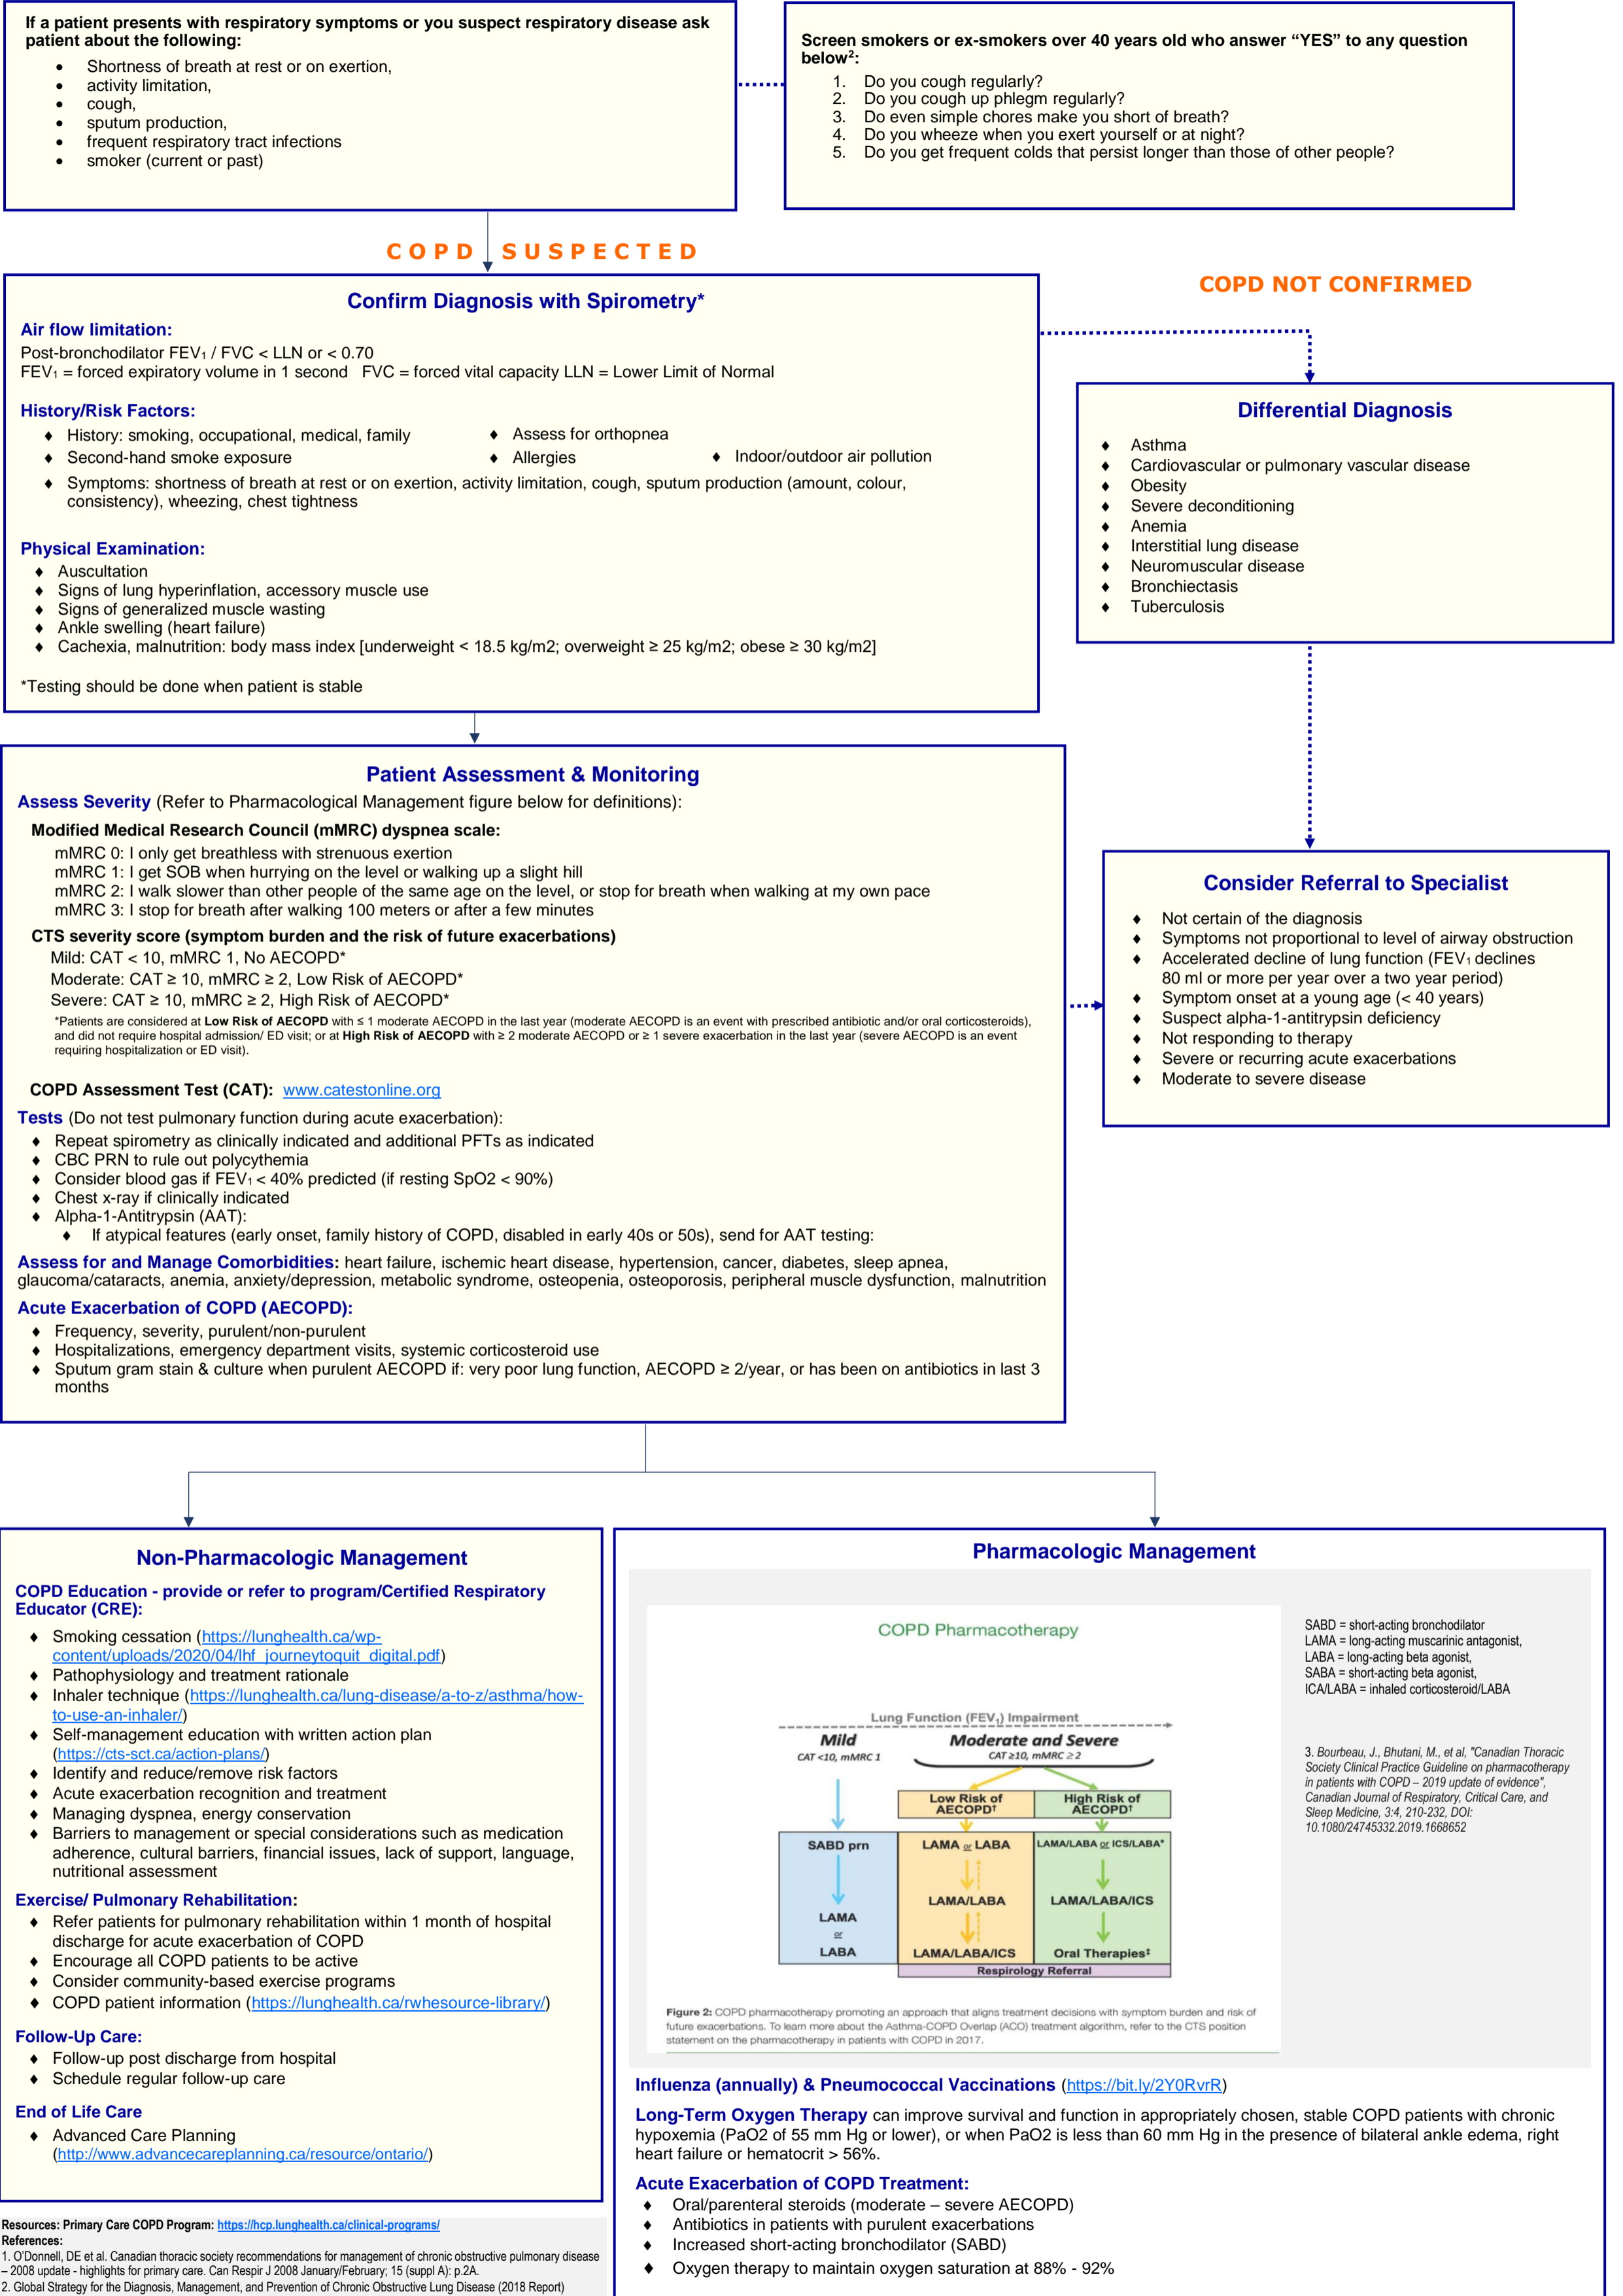 If a patient presents with respiratory symptoms or you suspect respiratory disease ask
patient about the following:
• Shortness of breath at rest or on exertion,
• activity limitation,
• cough,
• sputum production,
• frequent respiratory tract infections
• smoker (current or past)
Screen smokers or ex-smokers over 40 years old who answer “YES” to any question
below²:
1. Do you cough regularly?
2. Do you cough up phlegm regularly?
3. Do even simple chores make you short of breath?
4. Do you wheeze when you exert yourself or at night?
5. Do you get frequent colds that persist longer than those of other people?
COPD SUSPECTED
COPD NOT CONFIRMED
Confirm Diagnosis with Spirometry*
Air flow limitation:
Post-bronchodilator FEV₁ / FVC < LLN or < 0.70
FEV₁ = forced expiratory volume in 1 second FVC = forced vital capacity LLN = Lower Limit of Normal
History/Risk Factors:
♦ History: smoking, occupational, medical, family ♦ Assess for orthopnea
♦ Second-hand smoke exposure ♦ Allergies ♦ Indoor/outdoor air pollution
♦ Symptoms: shortness of breath at rest or on exertion, activity limitation, cough, sputum production (amount, colour,
consistency), wheezing, chest tightness
Physical Examination:
♦ Auscultation
♦ Signs of lung hyperinflation, accessory muscle use
♦ Signs of generalized muscle wasting
♦ Ankle swelling (heart failure)
♦ Cachexia, malnutrition: body mass index [underweight < 18.5 kg/m2; overweight ≥ 25 kg/m2; obese ≥ 30 kg/m2]
*Testing should be done when patient is stable
Differential Diagnosis
♦ Asthma
♦ Cardiovascular or pulmonary vascular disease
♦ Obesity
♦ Severe deconditioning
♦ Anemia
♦ Interstitial lung disease
♦ Neuromuscular disease
♦ Bronchiectasis
♦ Tuberculosis
Patient Assessment & Monitoring
Assess Severity (Refer to Pharmacological Management figure below for definitions):
Modified Medical Research Council (mMRC) dyspnea scale:
mMRC 0: I only get breathless with strenuous exertion
mMRC 1: I get SOB when hurrying on the level or walking up a slight hill
mMRC 2: I walk slower than other people of the same age on the level, or stop for breath when walking at my own pace
mMRC 3: I stop for breath after walking 100 meters or after a few minutes
CTS severity score (symptom burden and the risk of future exacerbations)
Mild: CAT < 10, mMRC 1, No AECOPD*
Moderate: CAT ≥ 10, mMRC ≥ 2, Low Risk of AECOPD*
Severe: CAT ≥ 10, mMRC ≥ 2, High Risk of AECOPD*
*Patients are considered at Low Risk of AECOPD with ≤ 1 moderate AECOPD in the last year (moderate AECOPD is an event with prescribed antibiotic and/or oral corticosteroids),
and did not require hospital admission/ ED visit; or at High Risk of AECOPD with ≥ 2 moderate AECOPD or ≥ 1 severe exacerbation in the last year (severe AECOPD is an event
requiring hospitalization or ED visit).
COPD Assessment Test (CAT): www.catestonline.org
Tests (Do not test pulmonary function during acute exacerbation):
♦ Repeat spirometry as clinically indicated and additional PFTs as indicated
♦ CBC PRN to rule out polycythemia
♦ Consider blood gas if FEV₁ < 40% predicted (if resting SpO2 < 90%)
♦ Chest x-ray if clinically indicated
♦ Alpha-1-Antitrypsin (AAT):
♦ If atypical features (early onset, family history of COPD, disabled in early 40s or 50s), send for AAT testing:
Assess for and Manage Comorbidities: heart failure, ischemic heart disease, hypertension, cancer, diabetes, sleep apnea,
glaucoma/cataracts, anemia, anxiety/depression, metabolic syndrome, osteopenia, osteoporosis, peripheral muscle dysfunction, malnutrition
Acute Exacerbation of COPD (AECOPD):
♦ Frequency, severity, purulent/non-purulent
♦ Hospitalizations, emergency department visits, systemic corticosteroid use
♦ Sputum gram stain & culture when purulent AECOPD if: very poor lung function, AECOPD ≥ 2/year, or has been on antibiotics in last 3
months
Consider Referral to Specialist
♦ Not certain of the diagnosis
♦ Symptoms not proportional to level of airway obstruction
♦ Accelerated decline of lung function (FEV₁ declines
80 ml or more per year over a two year period)
♦ Symptom onset at a young age (< 40 years)
♦ Suspect alpha-1-antitrypsin deficiency
♦ Not responding to therapy
♦ Severe or recurring acute exacerbations
♦ Moderate to severe disease
Non-Pharmacologic Management
COPD Education - provide or refer to program/Certified Respiratory
Educator (CRE):
♦ Smoking cessation (https://lunghealth.ca/wp-
content/uploads/2020/04/lhf_journeytoquit_digital.pdf)
♦ Pathophysiology and treatment rationale
♦ Inhaler technique (https://lunghealth.ca/lung-disease/a-to-z/asthma/how-
to-use-an-inhaler/)
♦ Self-management education with written action plan
(https://cts-sct.ca/action-plans/)
♦ Identify and reduce/remove risk factors
♦ Acute exacerbation recognition and treatment
♦ Managing dyspnea, energy conservation
♦ Barriers to management or special considerations such as medication
adherence, cultural barriers, financial issues, lack of support, language,
nutritional assessment
Exercise/ Pulmonary Rehabilitation:
♦ Refer patients for pulmonary rehabilitation within 1 month of hospital
discharge for acute exacerbation of COPD
♦ Encourage all COPD patients to be active
♦ Consider community-based exercise programs
♦ COPD patient information (https://lunghealth.ca/rwhesource-library/)
Follow-Up Care:
♦ Follow-up post discharge from hospital
♦ Schedule regular follow-up care
End of Life Care
♦ Advanced Care Planning
(http://www.advancecareplanning.ca/resource/ontario/)
Resources: Primary Care COPD Program: https://hcp.lunghealth.ca/clinical-programs/
References:
1. O'Donnell, DE et al. Canadian thoracic society recommendations for management of chronic obstructive pulmonary disease
– 2008 update - highlights for primary care. Can Respir J 2008 January/February; 15 (suppl A): p.2A.
2. Global Strategy for the Diagnosis, Management, and Prevention of Chronic Obstructive Lung Disease (2018 Report)
Pharmacologic Management
COPD Pharmacotherapy
Lung Function (FEV₁) Impairment
Mild Moderate and Severe
CAT <10, mMRC 1 CAT ≥10, mMRC ≥ 2
Low Risk of High Risk of
AECOPD† AECOPD†
SABD prn LAMA or LABA LAMA/LABA or ICS/LABA*
LAMA/LABA LAMA/LABA/ICS
LAMA
or
LABA LAMA/LABA/ICS Oral Therapies‡
Respirology Referral
Figure 2: COPD pharmacotherapy promoting an approach that aligns treatment decisions with symptom burden and risk of
future exacerbations. To learn more about the Asthma-COPD Overlap (ACO) treatment algorithm, refer to the CTS position
statement on the pharmacotherapy in patients with COPD in 2017.
SABD = short-acting bronchodilator
LAMA = long-acting muscarinic antagonist,
LABA = long-acting beta agonist,
SABA = short-acting beta agonist,
ICA/LABA = inhaled corticosteroid/LABA
3. Bourbeau, J., Bhutani, M., et al, "Canadian Thoracic
Society Clinical Practice Guideline on pharmacotherapy
in patients with COPD – 2019 update of evidence",
Canadian Journal of Respiratory, Critical Care, and
Sleep Medicine, 3:4, 210-232, DOI:
10.1080/24745332.2019.1668652
Influenza (annually) & Pneumococcal Vaccinations (https://bit.ly/2Y0RvrR)
Long-Term Oxygen Therapy can improve survival and function in appropriately chosen, stable COPD patients with chronic
hypoxemia (PaO2 of 55 mm Hg or lower), or when PaO2 is less than 60 mm Hg in the presence of bilateral ankle edema, right
heart failure or hematocrit > 56%.
Acute Exacerbation of COPD Treatment:
♦ Oral/parenteral steroids (moderate – severe AECOPD)
♦ Antibiotics in patients with purulent exacerbations
♦ Increased short-acting bronchodilator (SABD)
♦ Oxygen therapy to maintain oxygen saturation at 88% - 92%